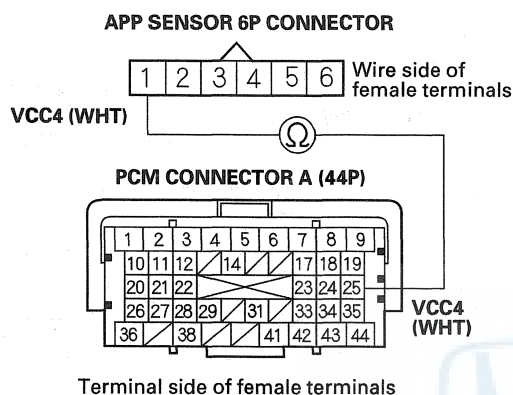 APP SENSOR 6P CONNECTOR
1 2 3 4 5 6
Wire side of
female terminals
VCC4 (WHT)
Ω
PCM CONNECTOR A (44P)
1 2 3 4 5 6 7 8 9
10 11 12 14 17 18 19
20 21 22 23 24 25
26 27 28 29 31 33 34 35
36 38 41 42 43 44
VCC4
(WHT)
Terminal side of female terminals